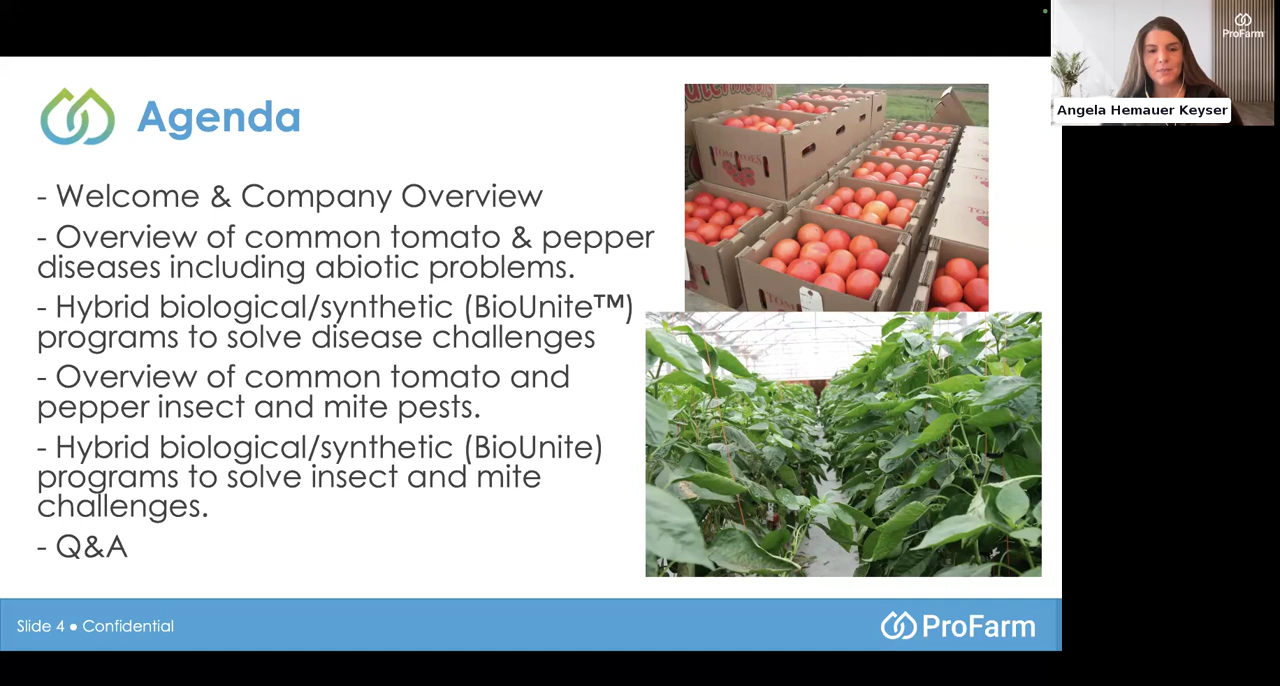 ProFarm
Angela Hemauer Keyser
Agenda
- Welcome & Company Overview
- Overview of common tomato & pepper
diseases including abiotic problems.
- Hybrid biological/synthetic (BioUnite™)
programs to solve disease challenges
- Overview of common tomato and
pepper insect and mite pests.
- Hybrid biological/synthetic (BioUnite)
programs to solve insect and mite
challenges.
- Q&A
TOMATOES
Slide 4 ● Confidential
ProFarm